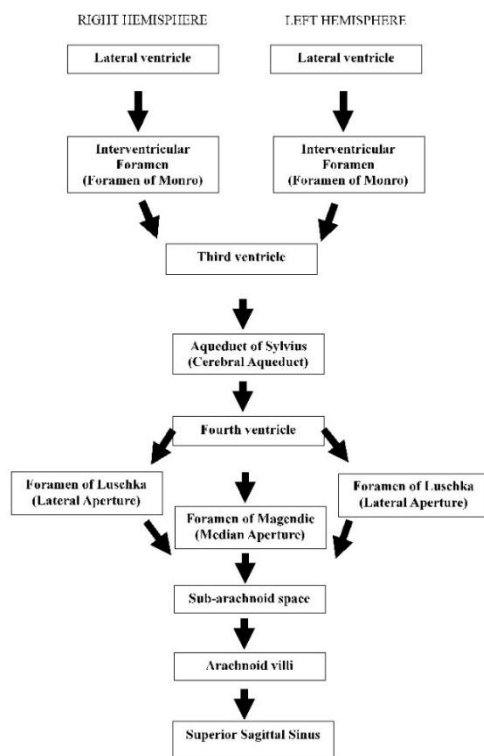 RIGHT HEMISPHERE
LEFT HEMISPHERE
Lateral ventricle
Lateral ventricle
Interventricular
Foramen
(Foramen of Monro)
Interventricular
Foramen
(Foramen of Monro)
Third ventricle
Aqueduct of Sylvius
(Cerebral Aqueduct)
Fourth ventricle
Foramen of Luschka
(Lateral Aperture)
Foramen of Luschka
(Lateral Aperture)
Foramen of Magendie
(Median Aperture)
Sub-arachnoid space
Arachnoid villi
Superior Sagittal Sinus